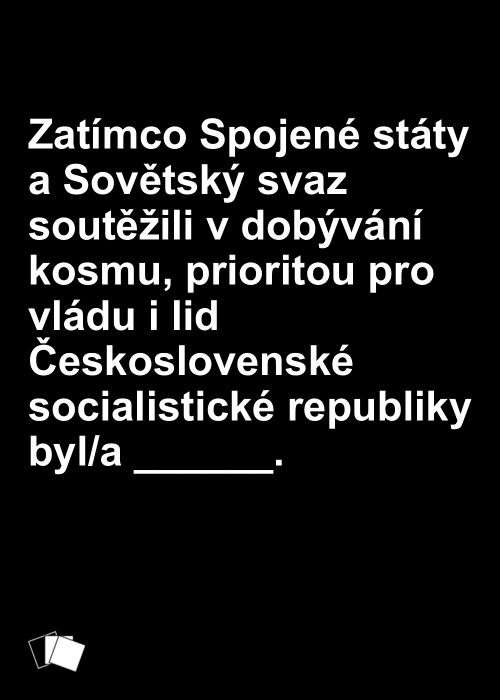 Zatímco Spojené státy
a Sovětský svaz
soutěžili v dobývání
kosmu, prioritou pro
vládu i lid
Československé
socialistické republiky
byl/a ______.